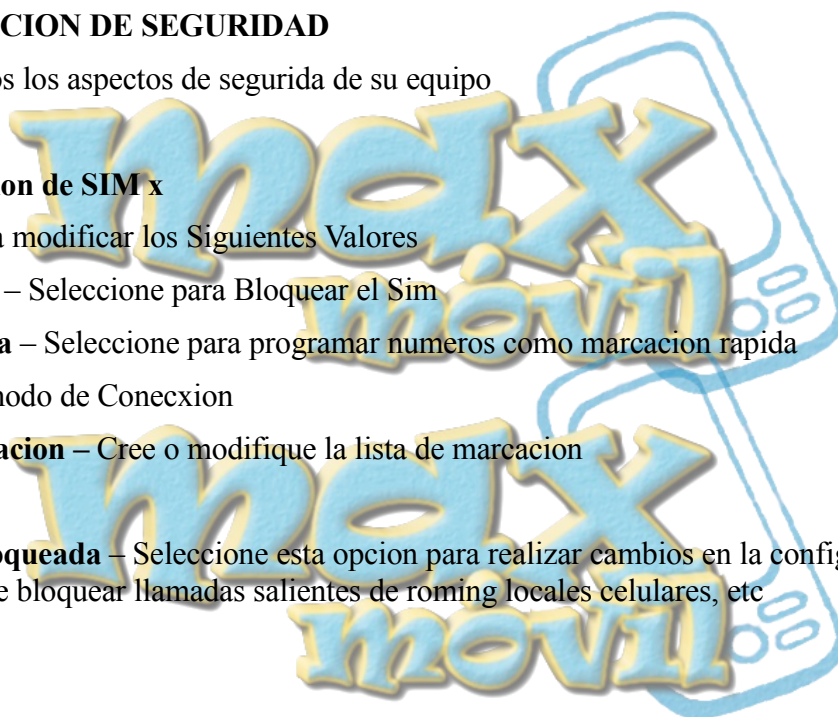 CION DE SEGURIDAD
os los aspectos de segurida de su equipo
ion de SIM x
a modificar los Siguientes Valores
– Seleccione para Bloquear el Sim
a – Seleccione para programar numeros como marcacion rapida
modo de Conecxion
acion – Cree o modifique la lista de marcacion
oqueada – Seleccione esta opcion para realizar cambios en la config
e bloquear llamadas salientes de roming locales celulares, etc
max
móvil
max
móvil